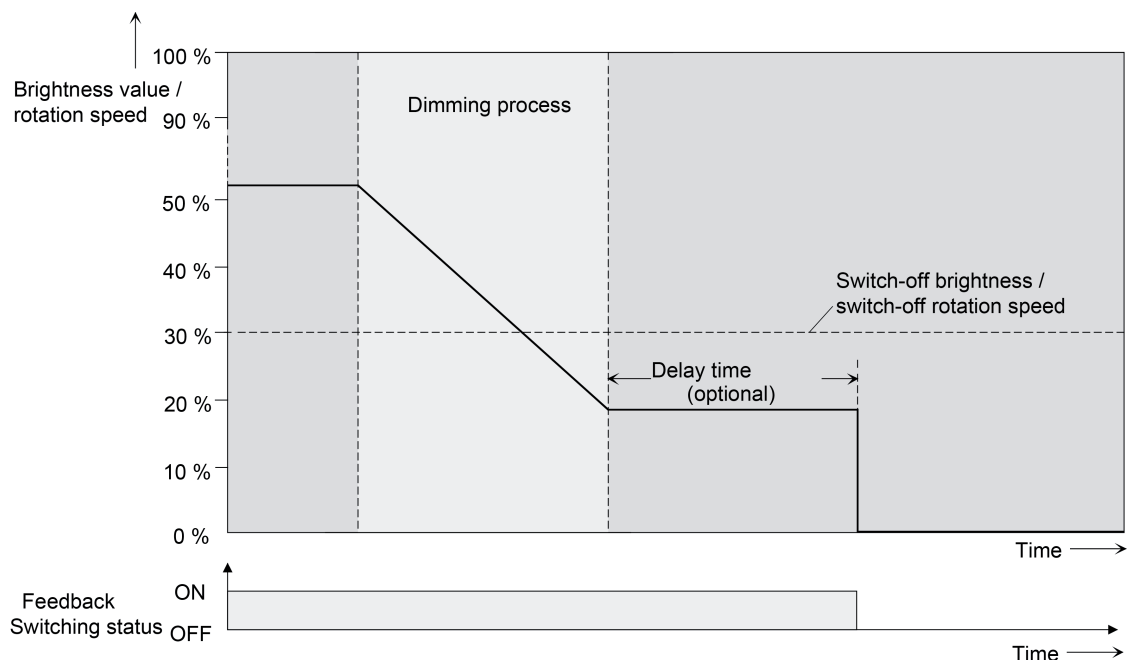 100 %
Brightness value /
rotation speed
90 %
Dimming process
50 %
40 %
Switch-off brightness /
switch-off rotation speed
30 %
Delay time
(optional)
20 %
10 %
0 %
Time
ON
Feedback
Switching status
OFF
Time